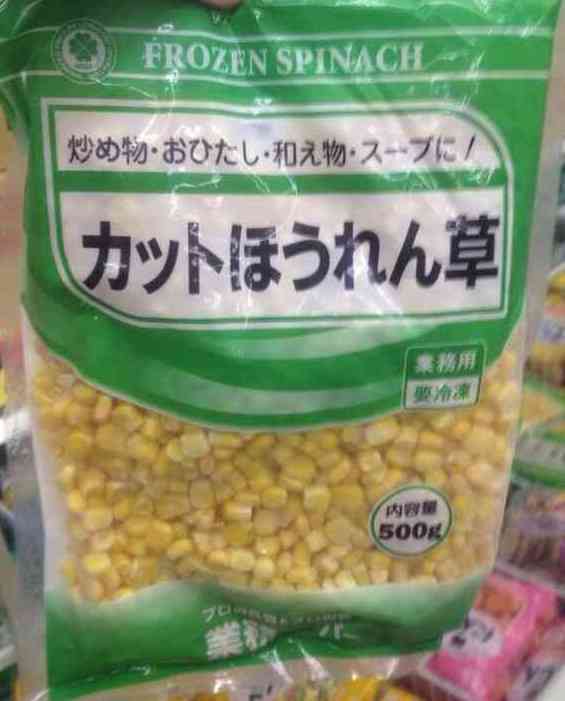 FROZEN SPINACH
炒め物・おひたし・和え物・スープに!
カットほうれん草
業務用
要冷凍
内容量
500g